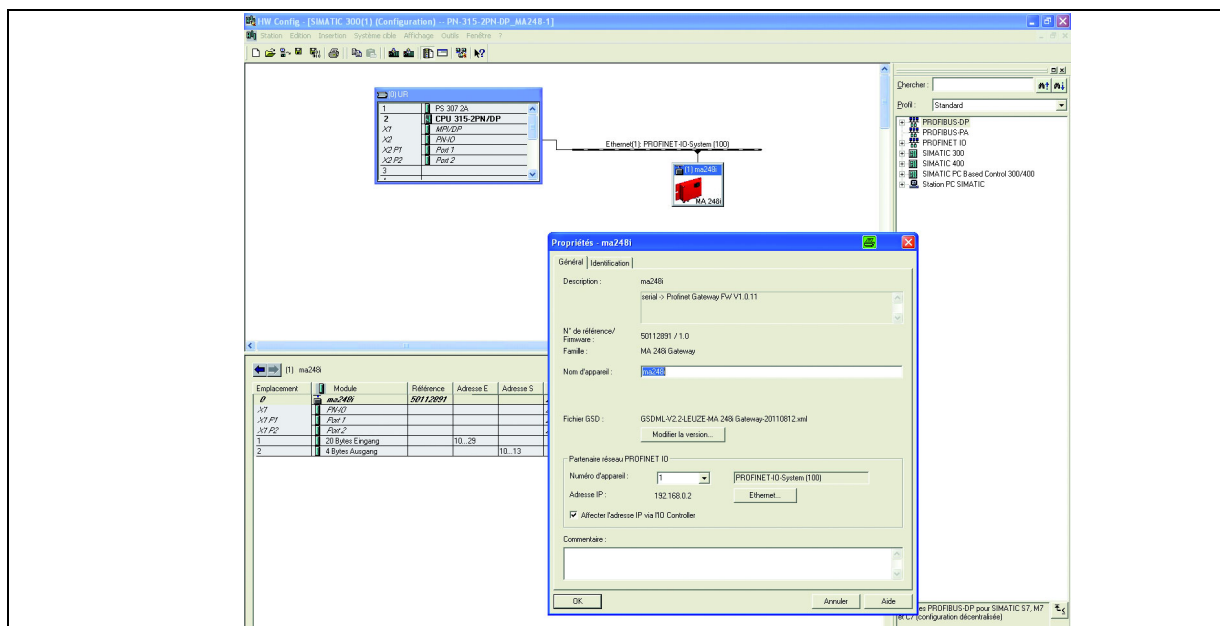 HW Config - [SIMATIC 300(1) (Configuration) -- PN-315-2PN-DP_MA248-1]
Station Edition Insertion Système cible Affichage Outils Fenêtre ?
(0) UR
1 PS 307 2A
2 CPU 315-2PN/DP
X1 MPI/DP
X2 PN-IO
X2 P1 Port 1
X2 P2 Port 2
3
Ethernet(1): PROFINET-IO-System (100)
(1) ma248i
MA 248i
Chercher :
Profil : Standard
PROFIBUS-DP
PROFIBUS-PA
PROFINET IO
SIMATIC 300
SIMATIC 400
SIMATIC PC Based Control 300/400
Station PC SIMATIC
(1) ma248i
Emplacement Module Référence Adresse E Adresse S
0 ma248i 50112891
X1 PN-IO
X1 P1 Port 1
X1 P2 Port 2
1 20 Bytes Eingang 10...29
2 4 Bytes Ausgang 10...13
Propriétés - ma248i
Général Identification
Description : ma248i
serial -> Profinet Gateway FW V1.0.11
N° de référence/
Firmware : 50112891 / 1.0
Famille : MA 248i Gateway
Nom d'appareil : ma248i
Fichier GSD : GSDML-V2.2-LEUZE-MA 248i Gateway-20110812.xml
Modifier la version...
Partenaire réseau PROFINET IO
Numéro d'appareil : 1 PROFINET-IO-System (100)
Adresse IP : 192.168.0.2 Ethernet...
Affecter l'adresse IP via l'IO Controller
Commentaire :
OK Annuler Aide
es PROFIBUS-DP pour SIMATIC S7, M7
et C7 (configuration décentralisée)